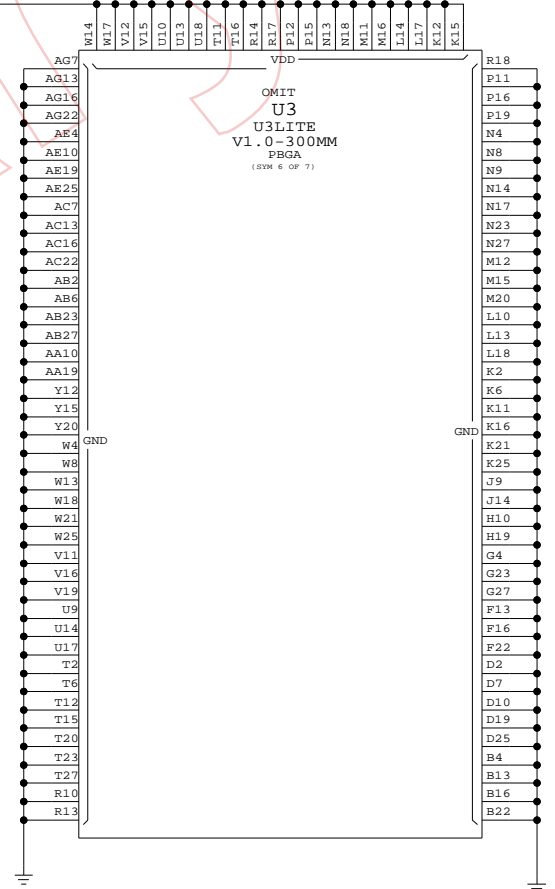 W14 W17 V12 V15 U10 U13 U18 T11 T16 R14 R17 P12 P15 N13 N18 M11 M16 L14 L17 K12 K15
VDD
AG7 R18
AG13 P11
AG16 P16
AG22 P19
AE4 N4
AE10 N8
AE19 N9
AE25 N14
AC7 N17
AC13 N23
AC16 N27
AC22 M12
AB2 M15
AB6 M20
AB23 L10
AB27 L13
AA10 L18
AA19 K2
Y12 K6
Y15 K11
Y20 K16
W4 K21
W8 K25
W13 J9
W18 J14
W21 H10
W25 H19
V11 G4
V16 G23
V19 G27
U9 F13
U14 F16
U17 F22
T2 D2
T6 D7
T12 D10
T15 D19
T20 D25
T23 B4
T27 B13
R10 B16
R13 B22
OMIT
U3
U3LITE
V1.0-300MM
PBGA
(SYM 6 OF 7)
GND GND